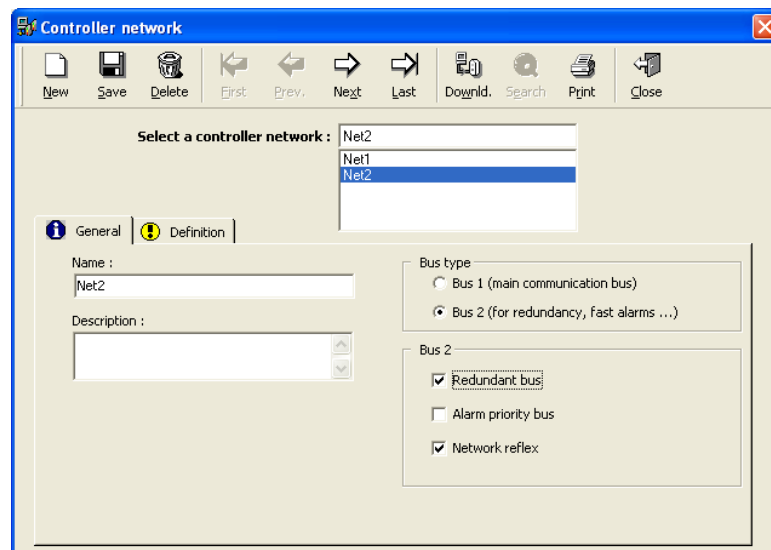 Controller network
New Save Delete First Prev. Next Last Downld. Search Print Close
Select a controller network : Net2
Net1
Net2
General Definition
Name :
Net2
Description :
Bus type
Bus 1 (main communication bus)
Bus 2 (for redundancy, fast alarms ...)
Bus 2
Redundant bus
Alarm priority bus
Network reflex